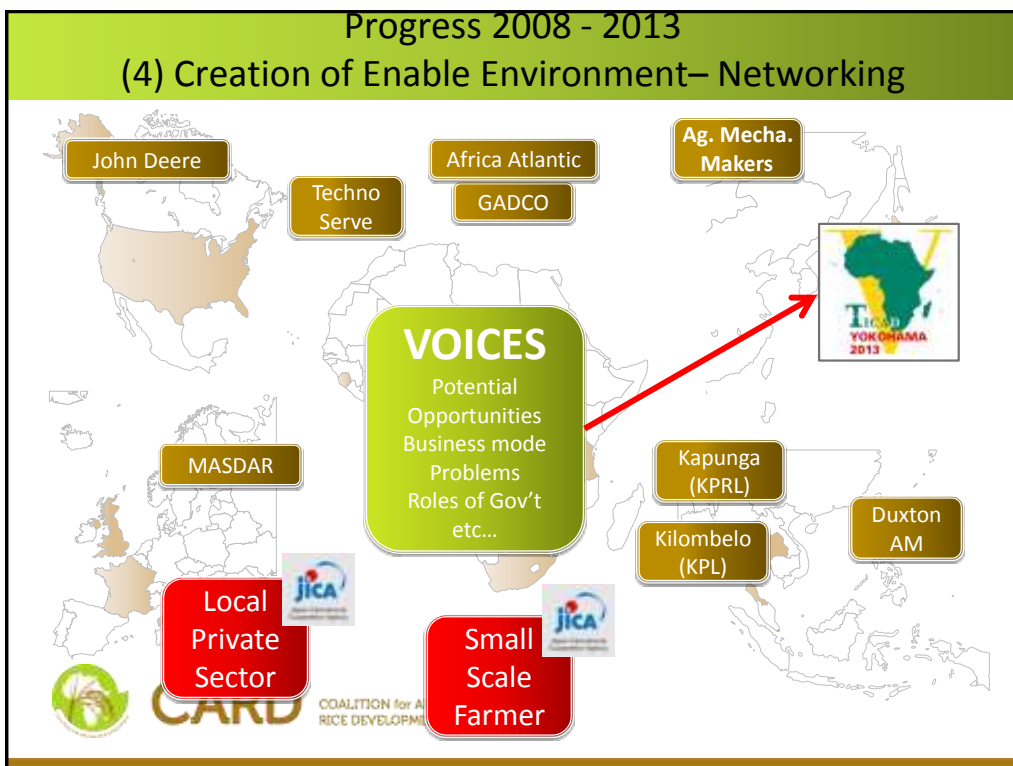 Progress 2008 - 2013
(4) Creation of Enable Environment– Networking
John Deere
Techno
Serve
Africa Atlantic
GADCO
Ag. Mecha.
Makers
TICAD
YOKOHAMA
2013
VOICES
Potential
Opportunities
Business mode
Problems
Roles of Gov’t
etc…
MASDAR
Kapunga
(KPRL)
Kilombelo
(KPL)
Duxton
AM
Local
Private
Sector
jica
Small
Scale
Farmer
jica
CARD
COALITION for A
RICE DEVELOPM